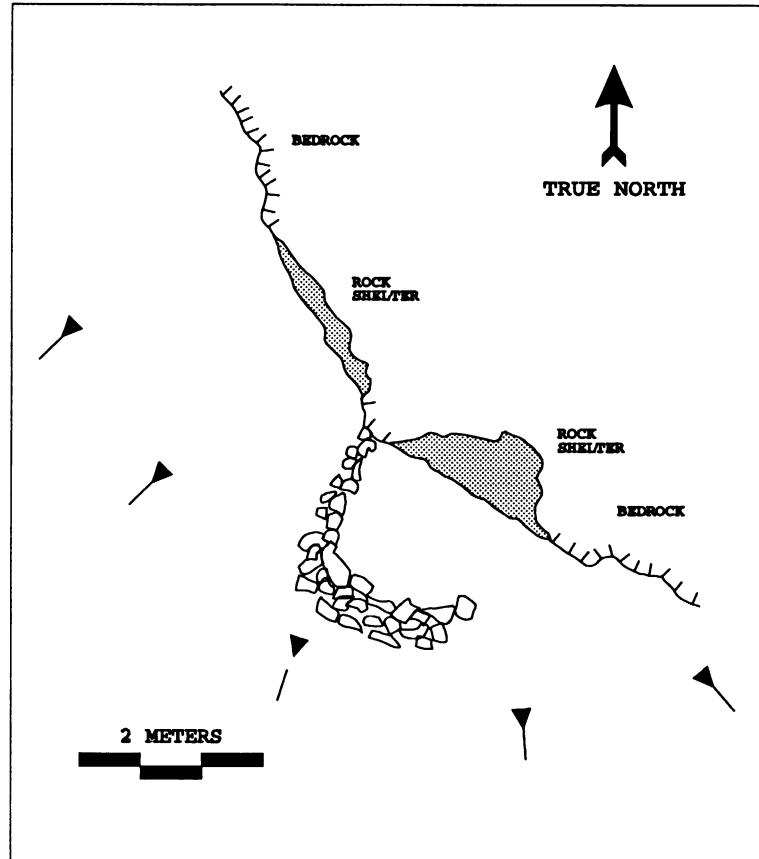 BEDROCK
TRUE NORTH
ROCK
SHELTER
ROCK
SHELTER
BEDROCK
2 METERS